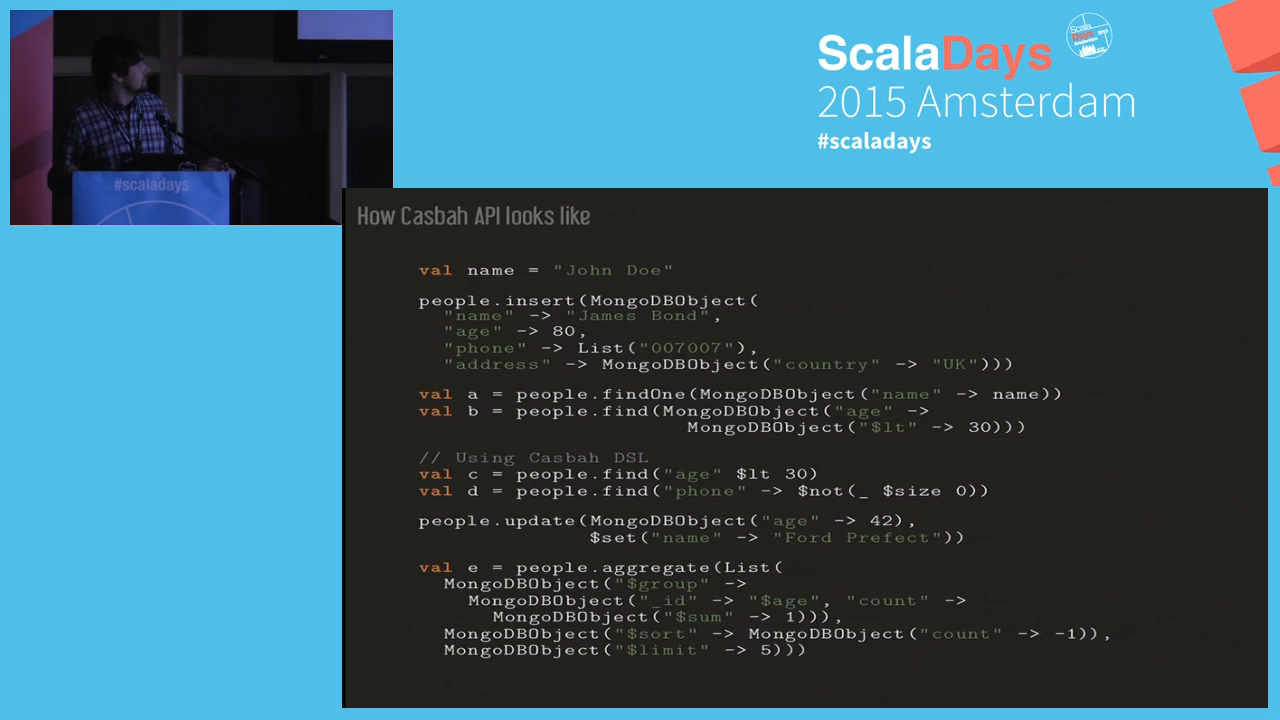 ScalaDays
2015 Amsterdam
#scaladays
#scaladays
How Casbah API looks like
val name = "John Doe"
people.insert(MongoDBObject(
"name" -> "James Bond",
"age" -> 80,
"phone" -> List("007007"),
"address" -> MongoDBObject("country" -> "UK")))
val a = people.findOne(MongoDBObject("name" -> name))
val b = people.find(MongoDBObject("age" ->
MongoDBObject("$lt" -> 30)))
// Using Casbah DSL
val c = people.find("age" $lt 30)
val d = people.find("phone" -> $not(_ $size 0))
people.update(MongoDBObject("age" -> 42),
$set("name" -> "Ford Prefect"))
val e = people.aggregate(List(
MongoDBObject("$group" ->
MongoDBObject("_id" -> "$age", "count" ->
MongoDBObject("$sum" -> 1))),
MongoDBObject("$sort" -> MongoDBObject("count" -> -1)),
MongoDBObject("$limit" -> 5)))